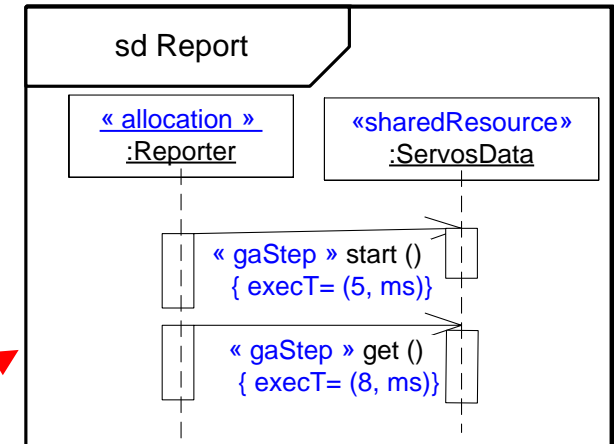 sd Report
« allocation »
:Reporter
«sharedResource»
:ServosData
« gaStep » start ()
{ execT= (5, ms)}
« gaStep » get ()
{ execT= (8, ms)}